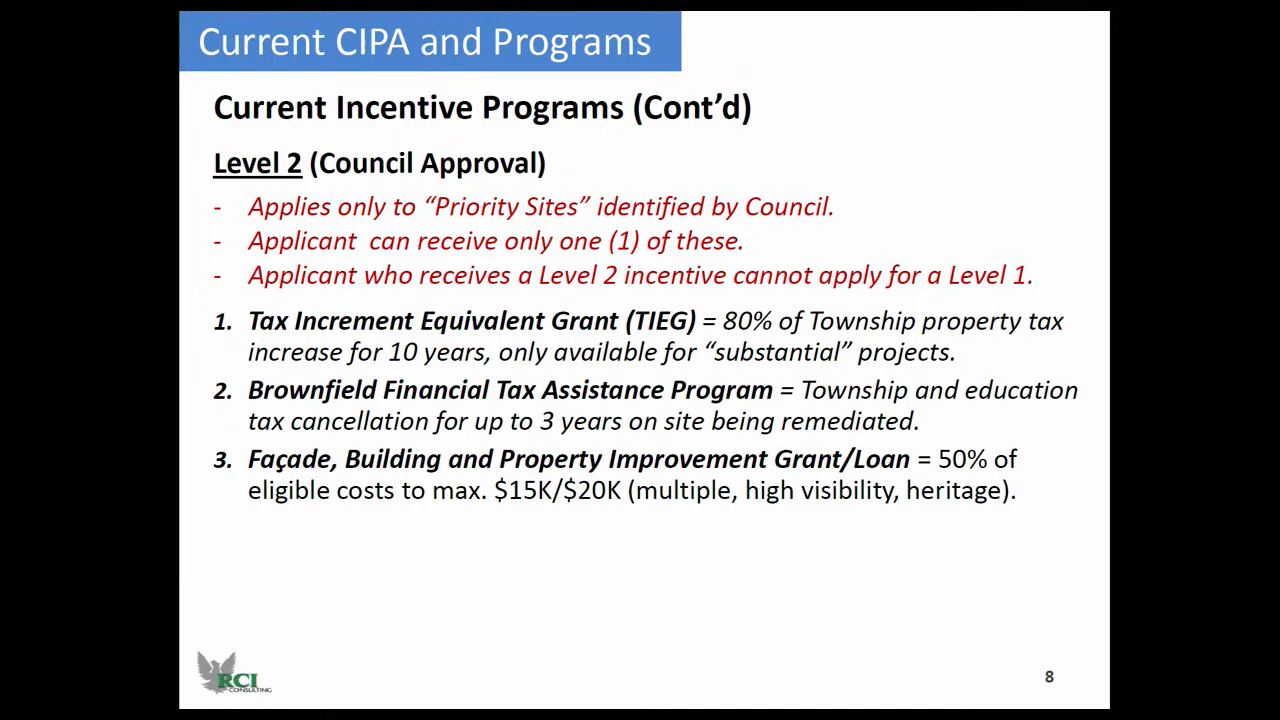 Current CIPA and Programs
Current Incentive Programs (Cont’d)
Level 2 (Council Approval)
- Applies only to “Priority Sites” identified by Council.
- Applicant can receive only one (1) of these.
- Applicant who receives a Level 2 incentive cannot apply for a Level 1.
1. Tax Increment Equivalent Grant (TIEG) = 80% of Township property tax
increase for 10 years, only available for “substantial” projects.
2. Brownfield Financial Tax Assistance Program = Township and education
tax cancellation for up to 3 years on site being remediated.
3. Façade, Building and Property Improvement Grant/Loan = 50% of
eligible costs to max. $15K/$20K (multiple, high visibility, heritage).
RCI
CONSULTING
8